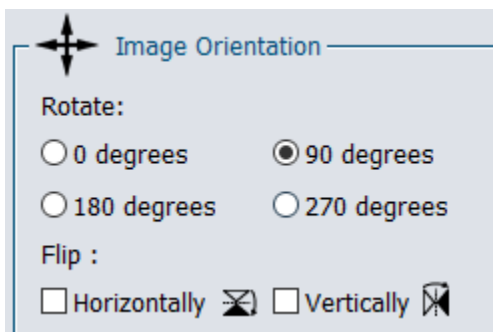 Image Orientation
Rotate:
0 degrees 90 degrees
180 degrees 270 degrees
Flip :
Horizontally Vertically